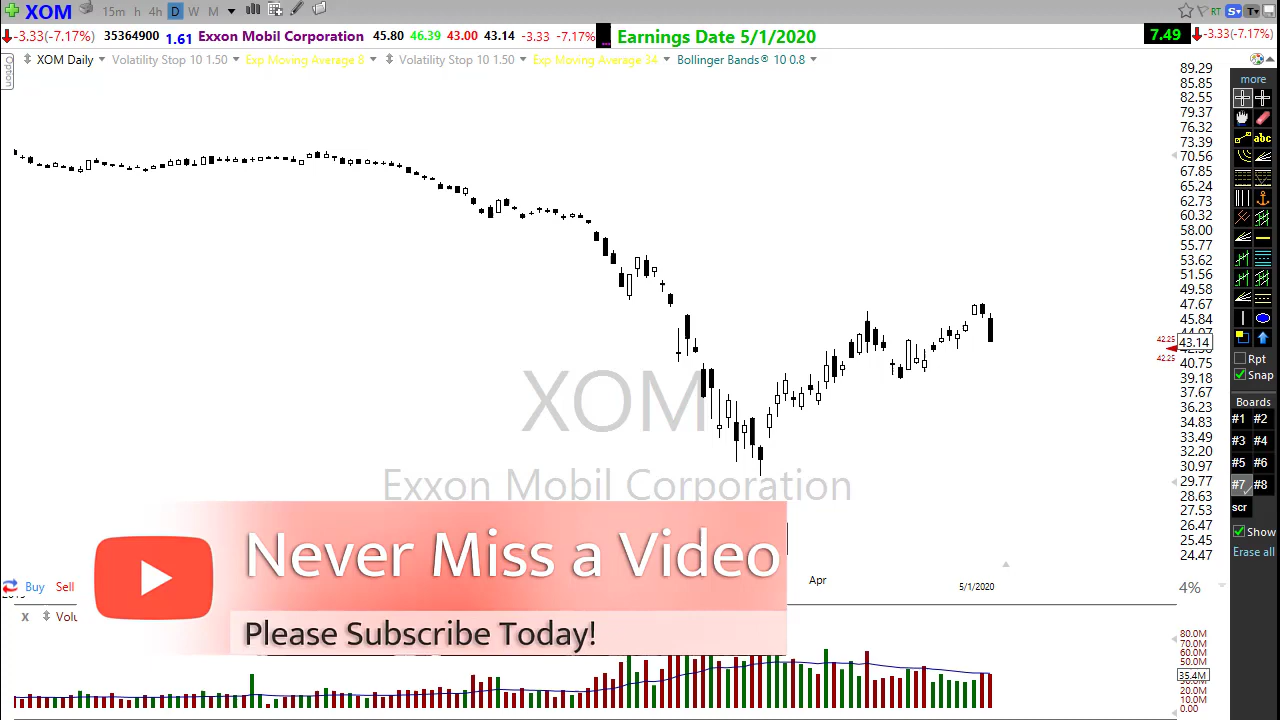 XOM 15m h 4h D W M RT S T
-3.33(-7.17%) 35364900 1.61 Exxon Mobil Corporation 45.80 46.39 43.00 43.14 -3.33 -7.17% Earnings Date 5/1/2020 7.49 -3.33(-7.17%)
Option
XOM Daily Volatility Stop 10 1.50 Exp Moving Average 8 Volatility Stop 10 1.50 Exp Moving Average 34 Bollinger Bands® 10 0.8
89.29
85.85
82.55
79.37
76.32
73.39
70.56
67.85
65.24
62.73
60.32
58.00
55.77
53.62
51.56
49.58
47.67
45.84
42.25 43.14
42.25
40.75
39.18
37.67
36.23
34.83
33.49
32.20
30.97
29.77
28.63
27.53
26.47
25.45
24.47
more
abc
Rpt
Snap
Boards
#1 #2
#3 #4
#5 #6
#7 #8
scr
Show
Erase all
XOM
Exxon Mobil Corporation
Never Miss a Video
Please Subscribe Today!
Buy Sell
Apr
5/1/2020
4%
X Volu
80.0M
70.0M
60.0M
50.0M
35.4M
20.0M
10.0M
0.00